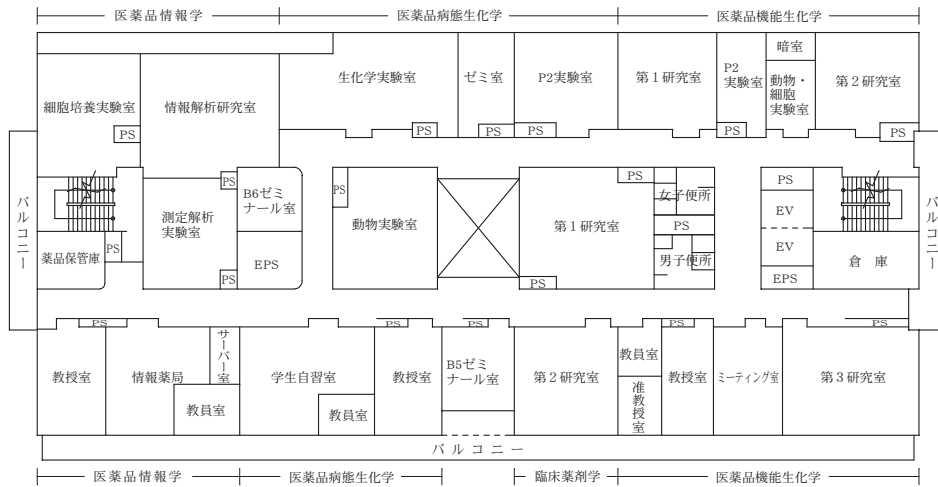 医薬品情報学
医薬品病態生化学
医薬品機能生化学
細胞培養実験室
情報解析研究室
生化学実験室
ゼミ室
P2実験室
第1研究室
P2
実験室
暗室
動物・
細胞
実験室
第2研究室
PS
PS
PS
PS
PS
PS
バルコニー
薬品保管庫
PS
測定解析
実験室
PS
PS
B6ゼミ
ナール室
EPS
PS
動物実験室
第1研究室
PS
PS
女子便所
PS
男子便所
PS
EV
EV
EPS
倉庫
バルコニー
PS
PS
PS
PS
PS
教授室
情報薬局
サーバー室
教員室
学生自習室
教員室
教授室
B5ゼミ
ナール室
第2研究室
教員室
准教授室
教授室
ミーティング室
第3研究室
バルコニー
医薬品情報学
医薬品病態生化学
臨床薬剤学
医薬品機能生化学